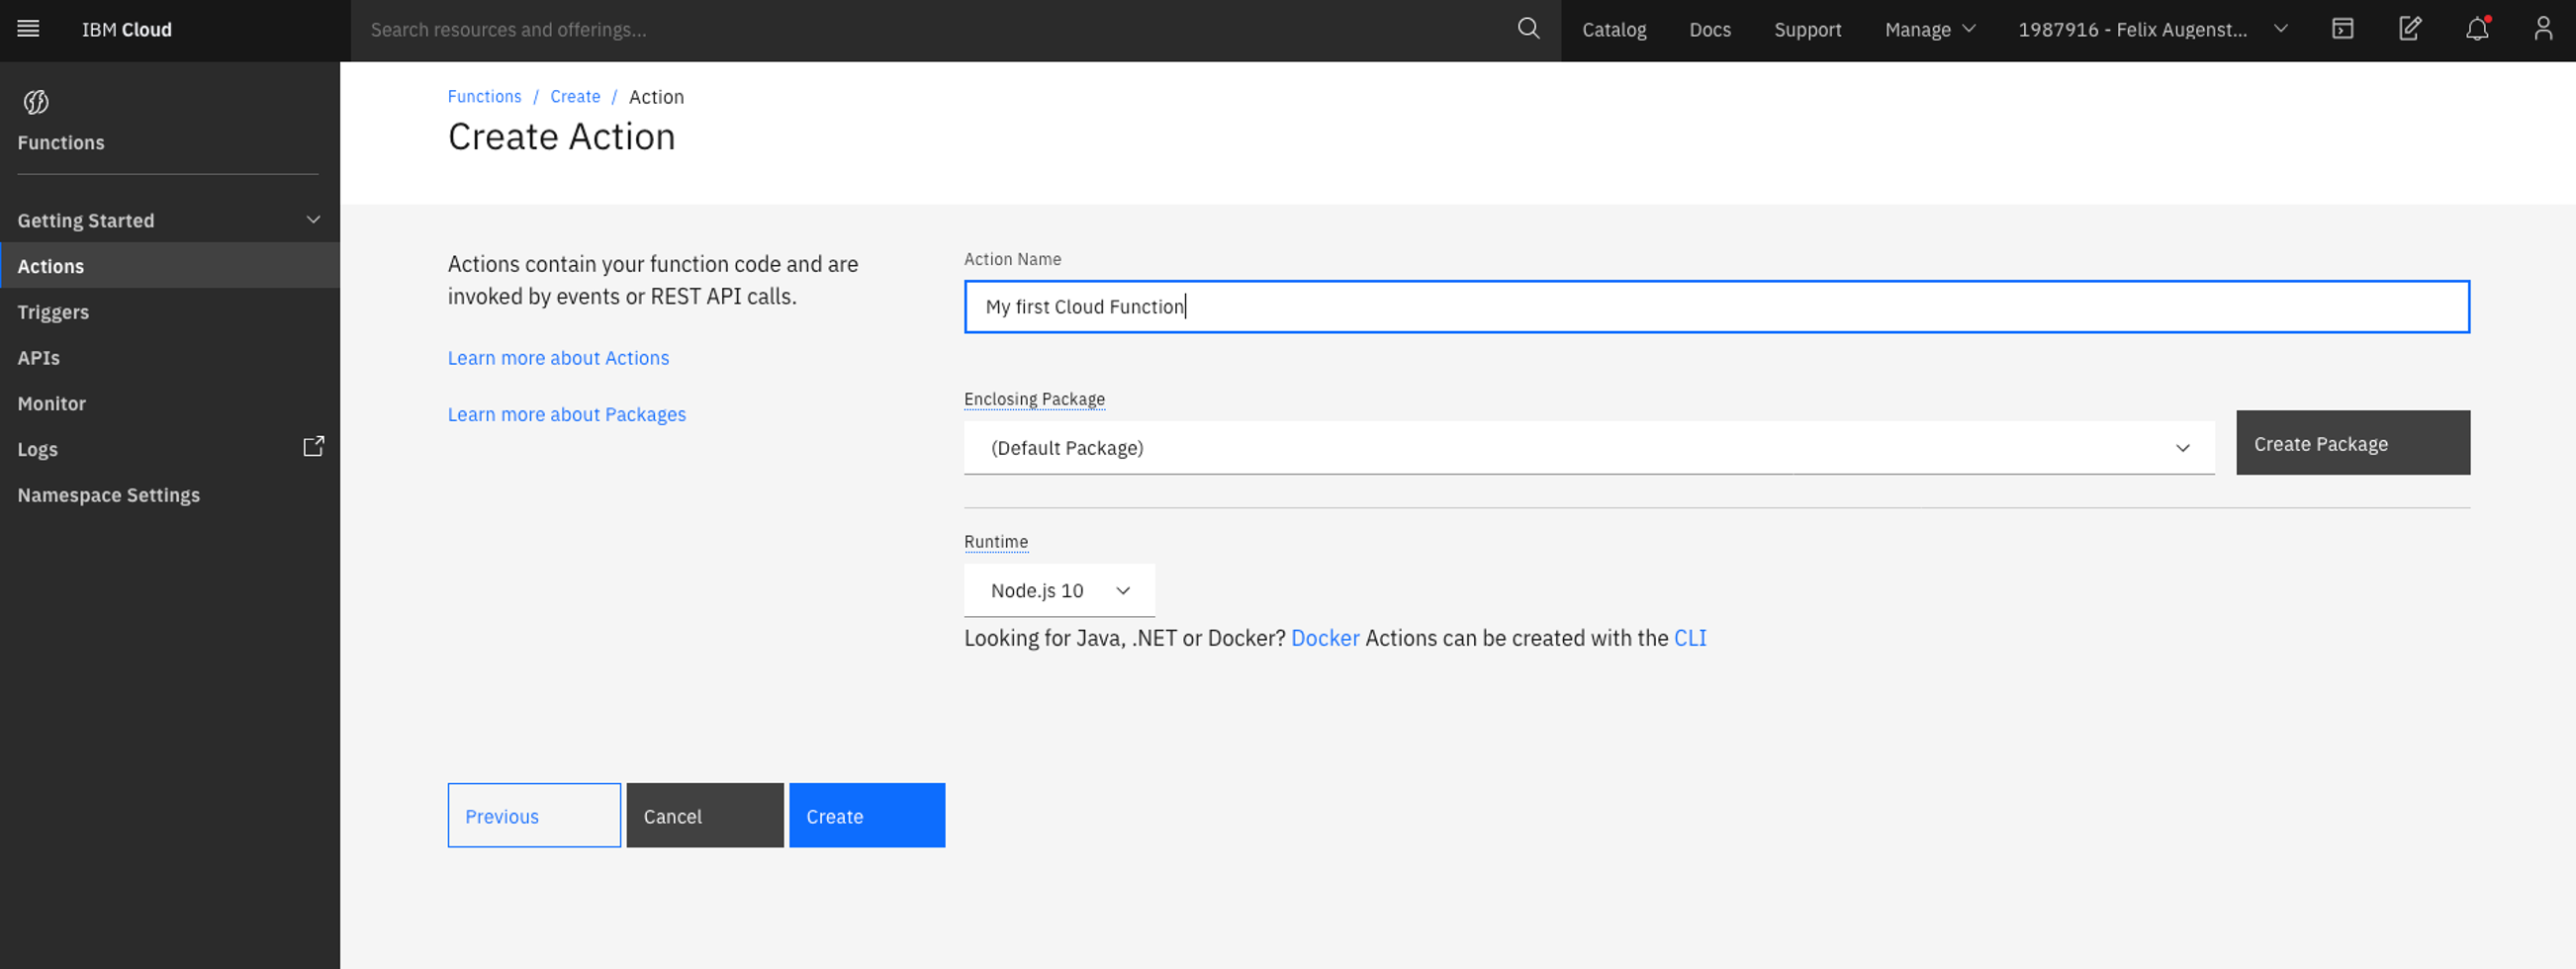 IBM Cloud
Search resources and offerings...
Catalog
Docs
Support
Manage
1987916 - Felix Augenst...
Functions
Getting Started
Actions
Triggers
APIs
Monitor
Logs
Namespace Settings
Functions / Create / Action
Create Action
Actions contain your function code and are
invoked by events or REST API calls.
Learn more about Actions
Learn more about Packages
Action Name
My first Cloud Function
Enclosing Package
(Default Package)
Create Package
Runtime
Node.js 10
Looking for Java, .NET or Docker? Docker Actions can be created with the CLI
Previous
Cancel
Create